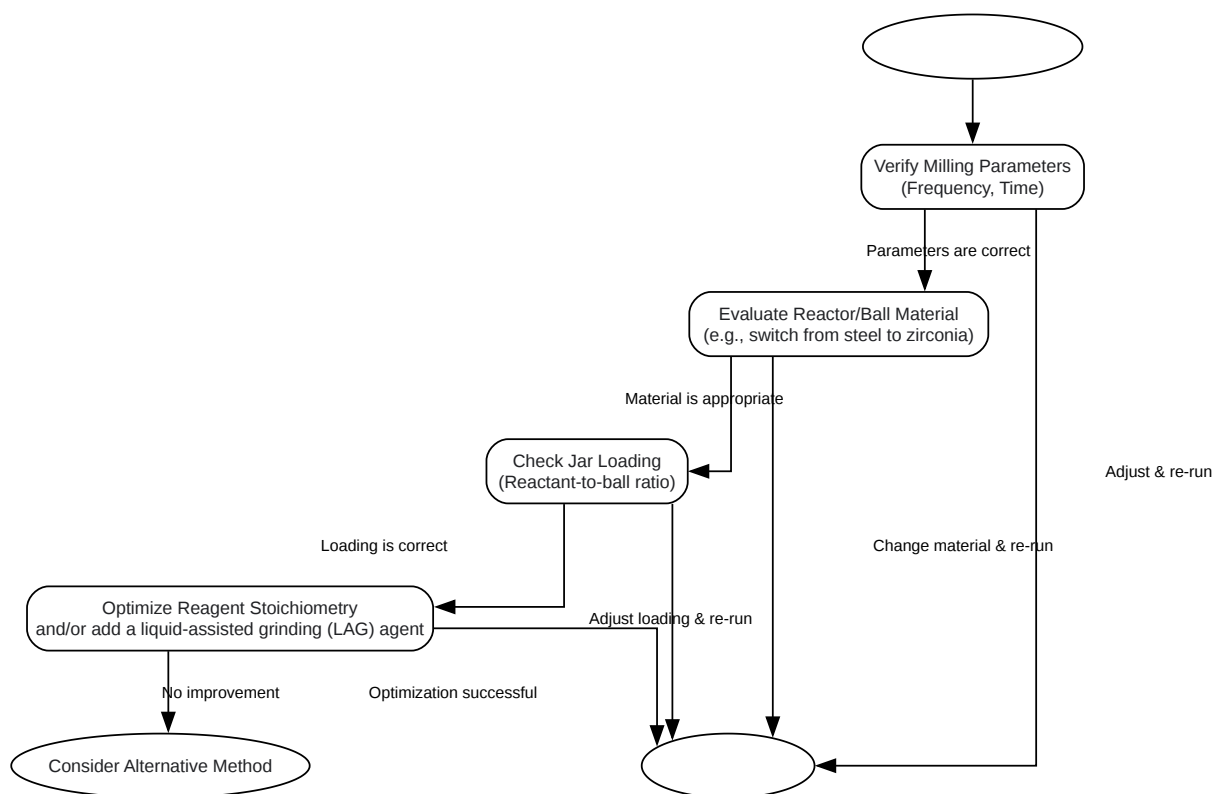 Verify Milling Parameters
(Frequency, Time)
Parameters are correct
Evaluate Reactor/Ball Material
(e.g., switch from steel to zirconia)
Material is appropriate
Check Jar Loading
(Reactant-to-ball ratio)
Adjust & re-run
Loading is correct
Change material & re-run
Optimize Reagent Stoichiometry
and/or add a liquid-assisted grinding (LAG) agent
Adjust loading & re-run
No improvement
Optimization successful
Consider Alternative Method